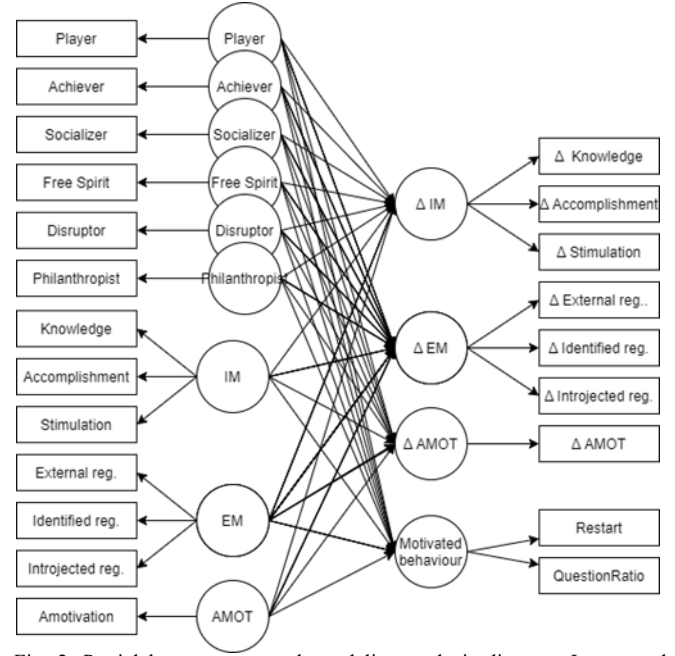 Player
Achiever
Socializer
Free Spirit
Disruptor
Philanthropist
Knowledge
Accomplishment
Stimulation
External reg.
Identified reg.
Introjected reg.
Amotivation
Player
Achiever
Socializer
Free Spirit
Disruptor
Philanthropist
IM
EM
AMOT
Δ IM
Δ EM
Δ AMOT
Motivated
behaviour
Δ Knowledge
Δ Accomplishment
Δ Stimulation
Δ External reg..
Δ Identified reg.
Δ Introjected reg.
Δ AMOT
Restart
QuestionRatio